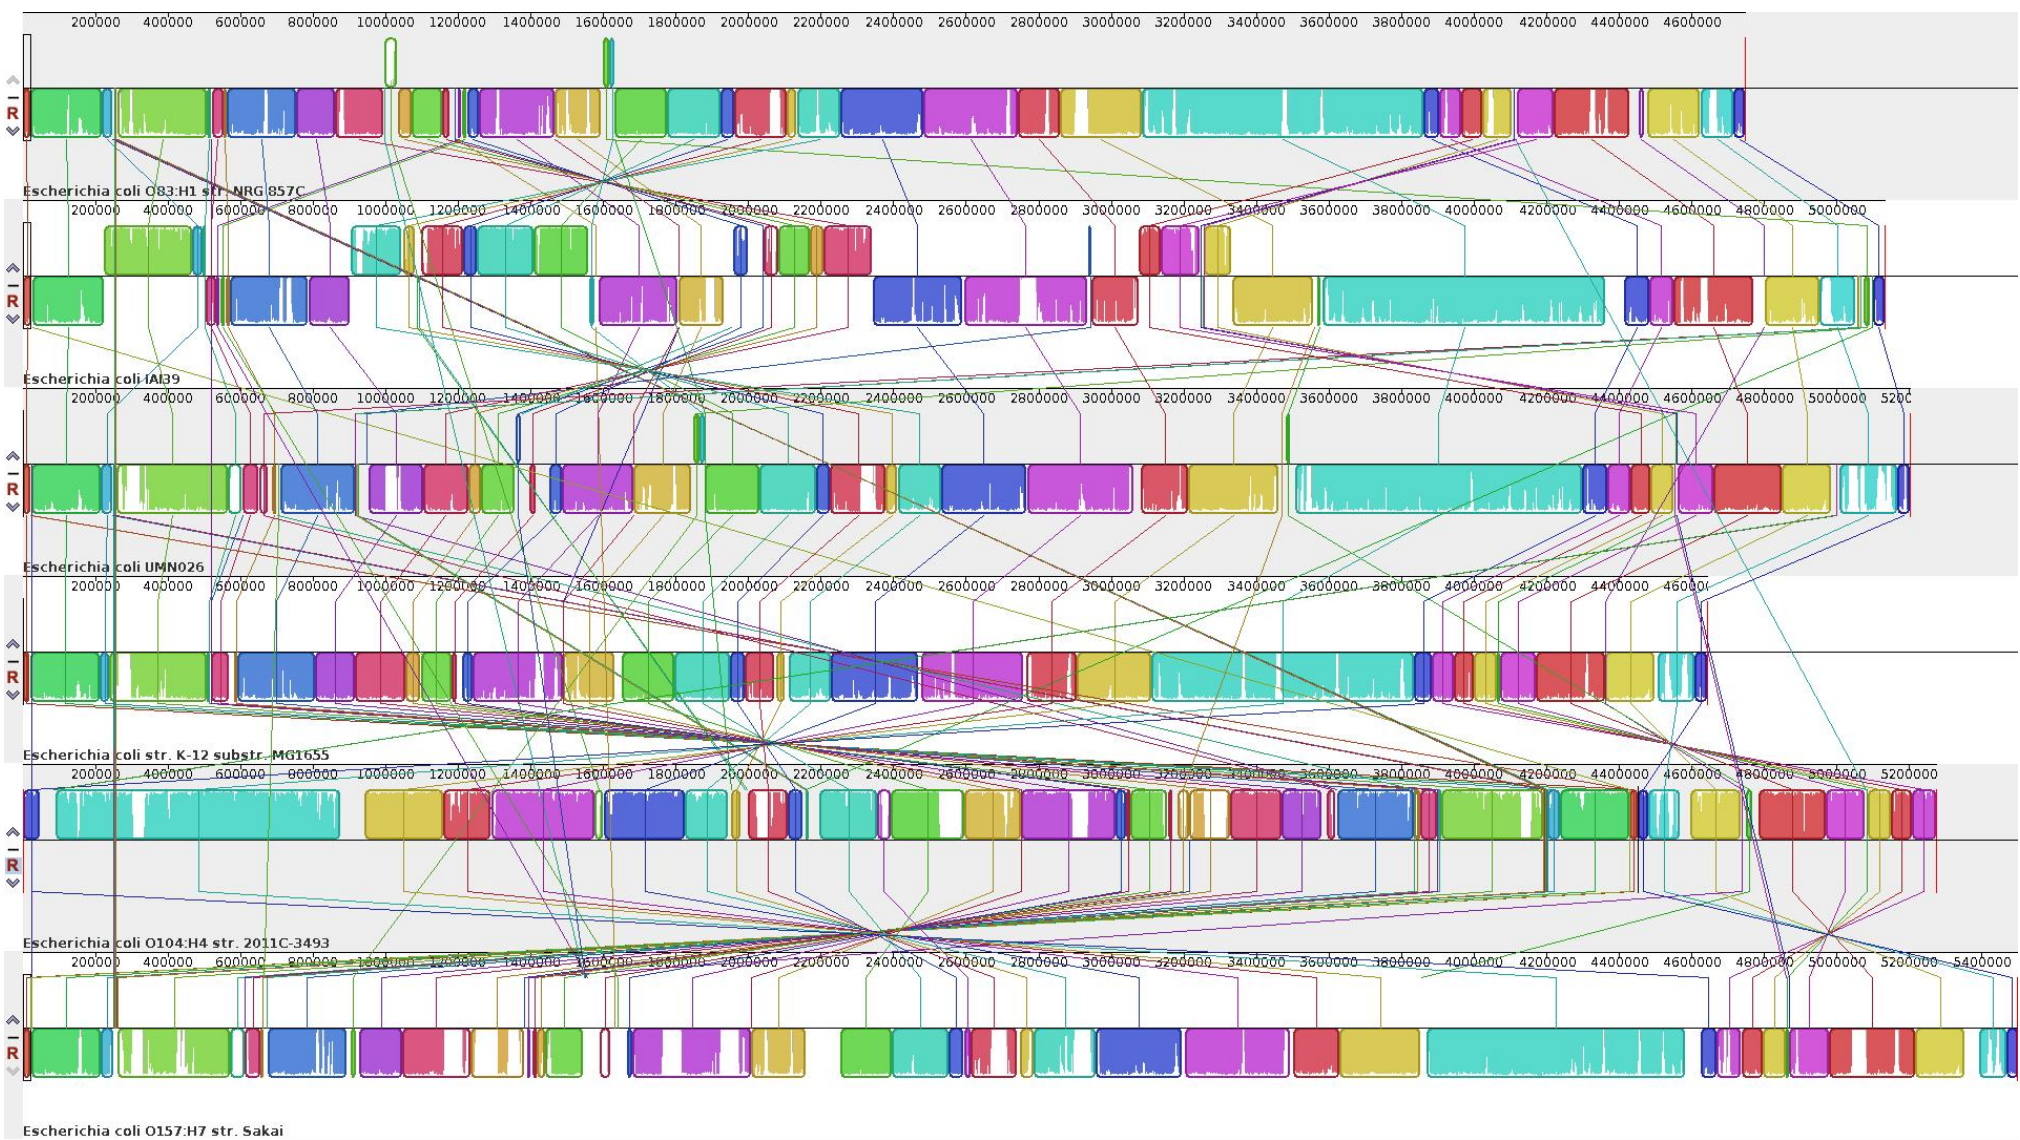 200000 400000 600000 800000 1000000 1200000 1400000 1600000 1800000 2000000 2200000 2400000 2600000 2800000 3000000 3200000 3400000 3600000 3800000 4000000 4200000 4400000 4600000
R
Escherichia coli O83:H1 str. NRG 857C
200000 400000 600000 800000 1000000 1200000 1400000 1600000 1800000 2000000 2200000 2400000 2600000 2800000 3000000 3200000 3400000 3600000 3800000 4000000 4200000 4400000 4600000 4800000 5000000
R
Escherichia coli IAI39
200000 400000 600000 800000 1000000 1200000 1400000 1600000 1800000 2000000 2200000 2400000 2600000 2800000 3000000 3200000 3400000 3600000 3800000 4000000 4200000 4400000 4600000 4800000 5000000 520
R
Escherichia coli UMN026
200000 400000 600000 800000 1000000 1200000 1400000 1600000 1800000 2000000 2200000 2400000 2600000 2800000 3000000 3200000 3400000 3600000 3800000 4000000 4200000 4400000 46000
R
Escherichia coli str. K-12 substr. MG1655
200000 400000 600000 800000 1000000 1200000 1400000 1600000 1800000 2000000 2200000 2400000 2600000 2800000 3000000 3200000 3400000 3600000 3800000 4000000 4200000 4400000 4600000 4800000 5000000 5200000
R
Escherichia coli O104:H4 str. 2011C-3493
200000 400000 600000 800000 1000000 1200000 1400000 1600000 1800000 2000000 2200000 2400000 2600000 2800000 3000000 3200000 3400000 3600000 3800000 4000000 4200000 4400000 4600000 4800000 5000000 5200000 5400000
R
Escherichia coli O157:H7 str. Sakai